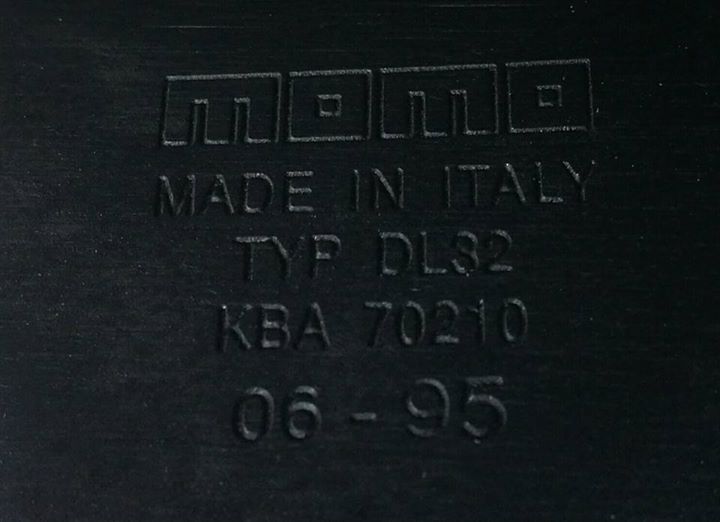 momo
MADE IN ITALY
TYP DL32
KBA 70210
06-95